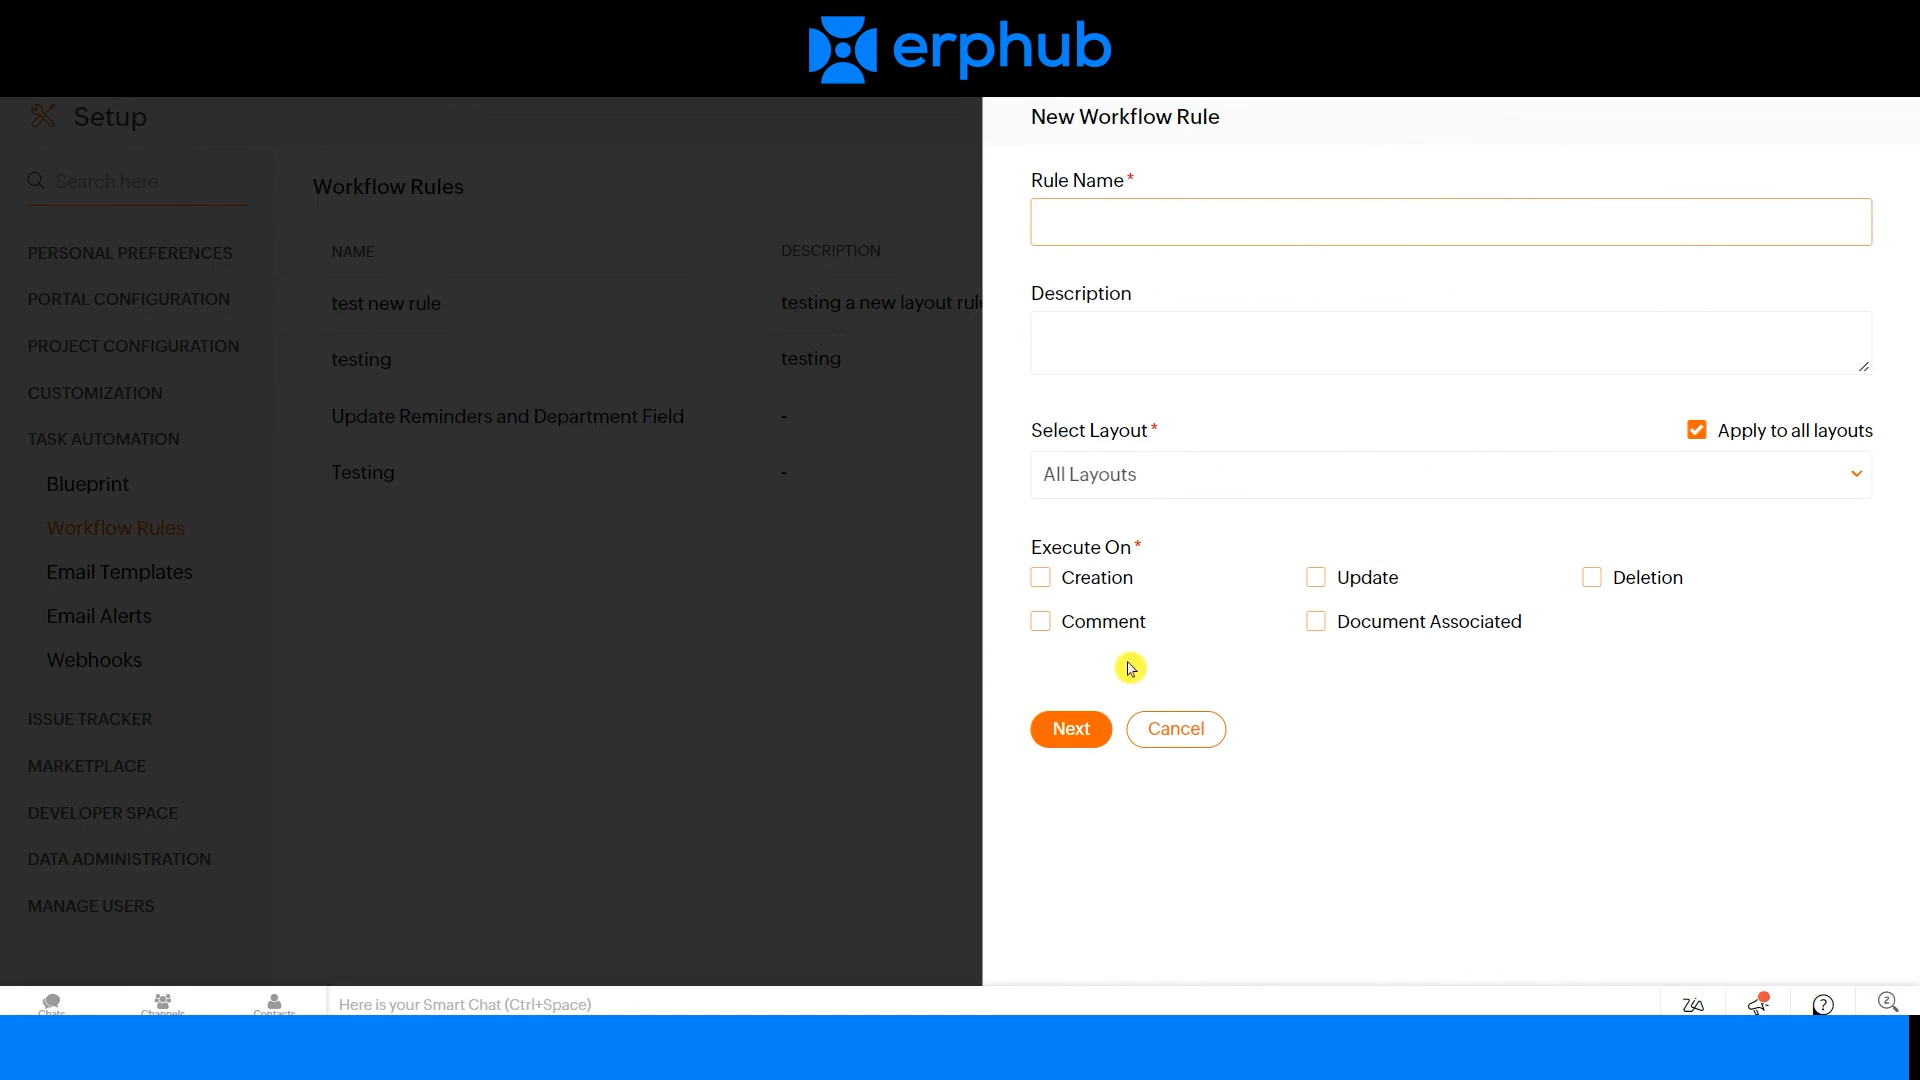 erphub
Setup
Search here
PERSONAL PREFERENCES
PORTAL CONFIGURATION
PROJECT CONFIGURATION
CUSTOMIZATION
TASK AUTOMATION
Blueprint
Workflow Rules
Email Templates
Email Alerts
Webhooks
ISSUE TRACKER
MARKETPLACE
DEVELOPER SPACE
DATA ADMINISTRATION
MANAGE USERS
Workflow Rules
NAME DESCRIPTION
test new rule testing a new layout rule
testing testing
Update Reminders and Department Field -
Testing -
New Workflow Rule
Rule Name*
Description
Select Layout* Apply to all layouts
All Layouts
Execute On*
Creation Update Deletion
Comment Document Associated
Next Cancel
Chats Channels Contacts Here is your Smart Chat (Ctrl+Space)